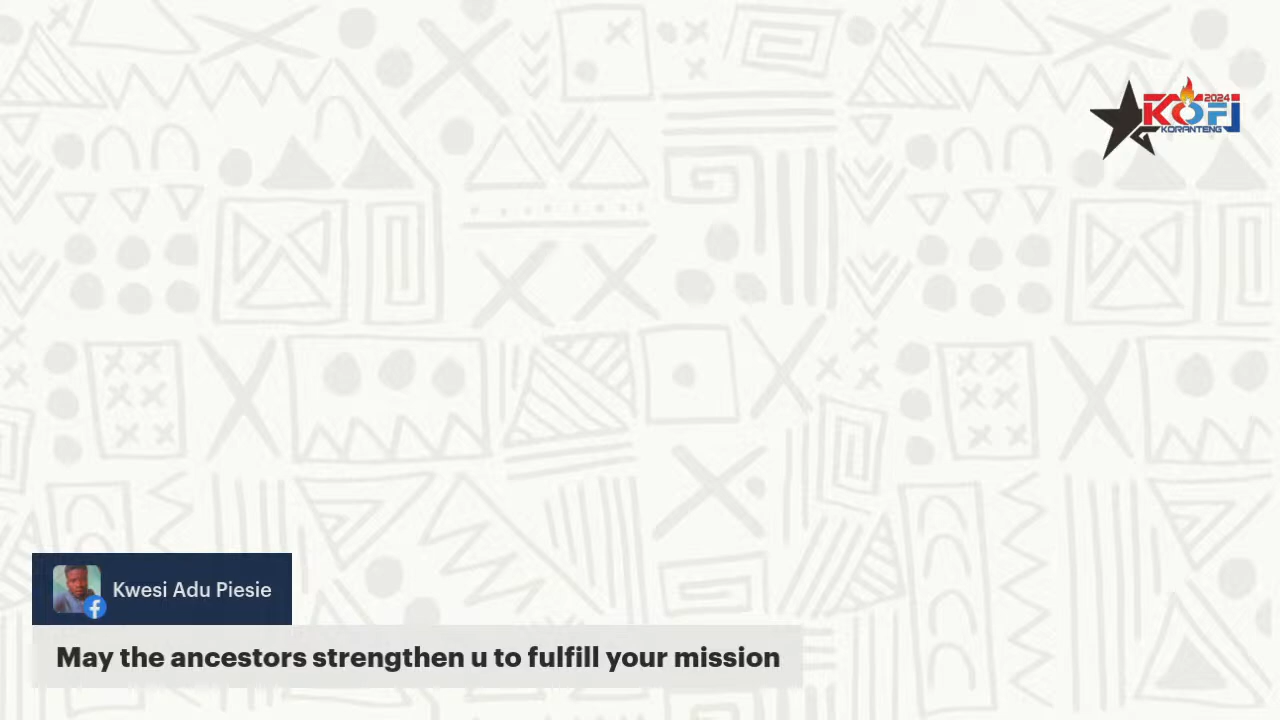 2024
KOFI
KORANTENG
Kwesi Adu Piesie
May the ancestors strengthen u to fulfill your mission